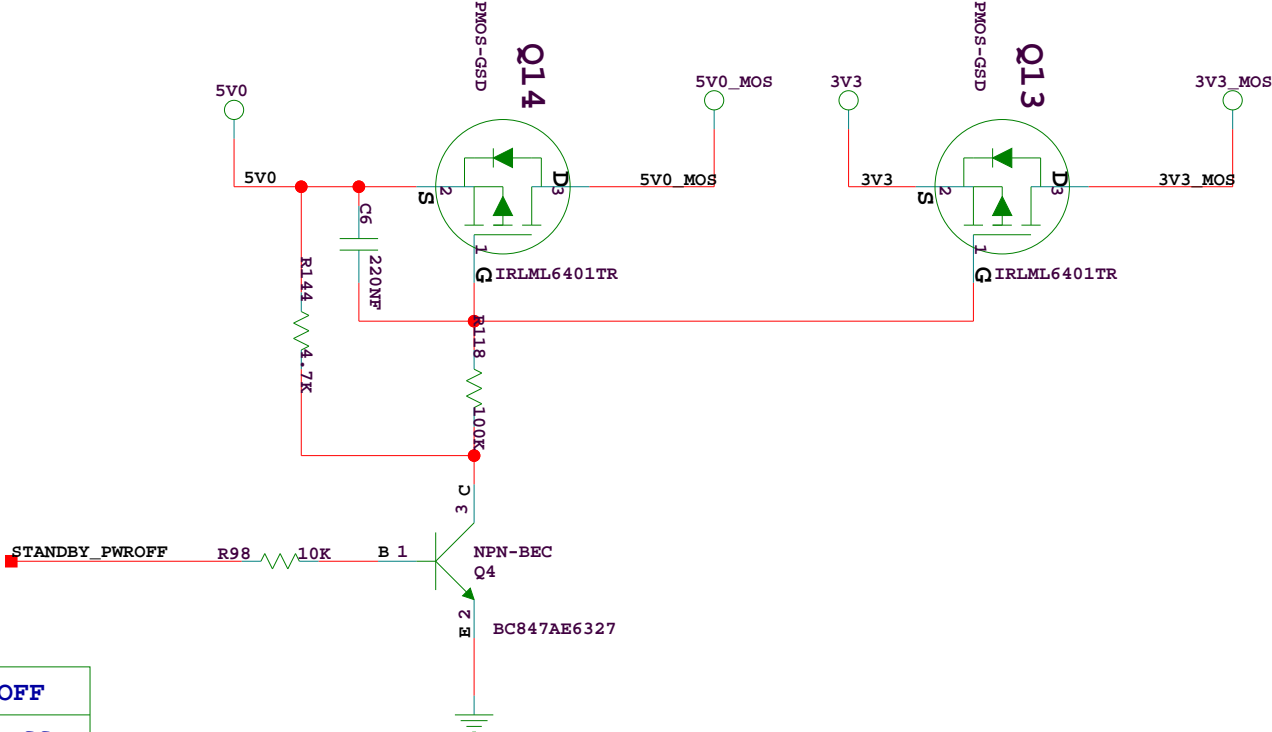 PMOS-GSD
Q14
PMOS-GSD
Q13
5V0
5V0_MOS
3V3
3V3_MOS
5V0
S
2
D
3
5V0_MOS
3V3
S
2
D
3
3V3_MOS
C6
220NF
1
G
IRLML6401TR
1
G
IRLML6401TR
R144
4.7K
R118
100K
C
3
STANDBY_PWROFF
R98
10K
B 1
NPN-BEC
Q4
2
E
BC847AE6327
OFF